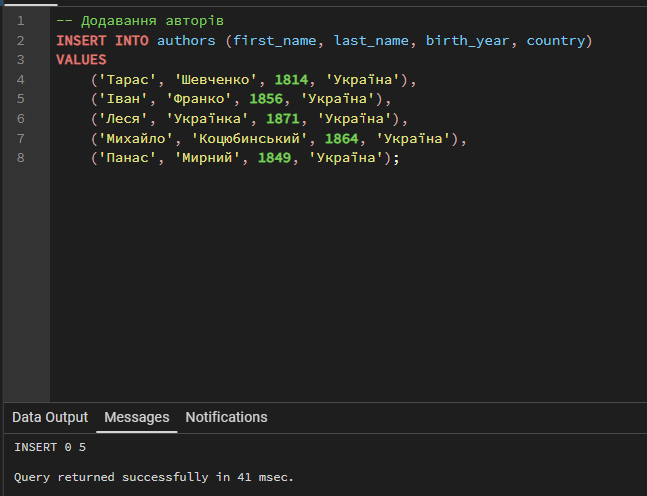 1 -- Додавання авторів
2 INSERT INTO authors (first_name, last_name, birth_year, country)
3 VALUES
4 ('Тарас', 'Шевченко', 1814, 'Україна'),
5 ('Іван', 'Франко', 1856, 'Україна'),
6 ('Леся', 'Українка', 1871, 'Україна'),
7 ('Михайло', 'Коцюбинський', 1864, 'Україна'),
8 ('Панас', 'Мирний', 1849, 'Україна');
Data Output Messages Notifications
INSERT 0 5
Query returned successfully in 41 msec.